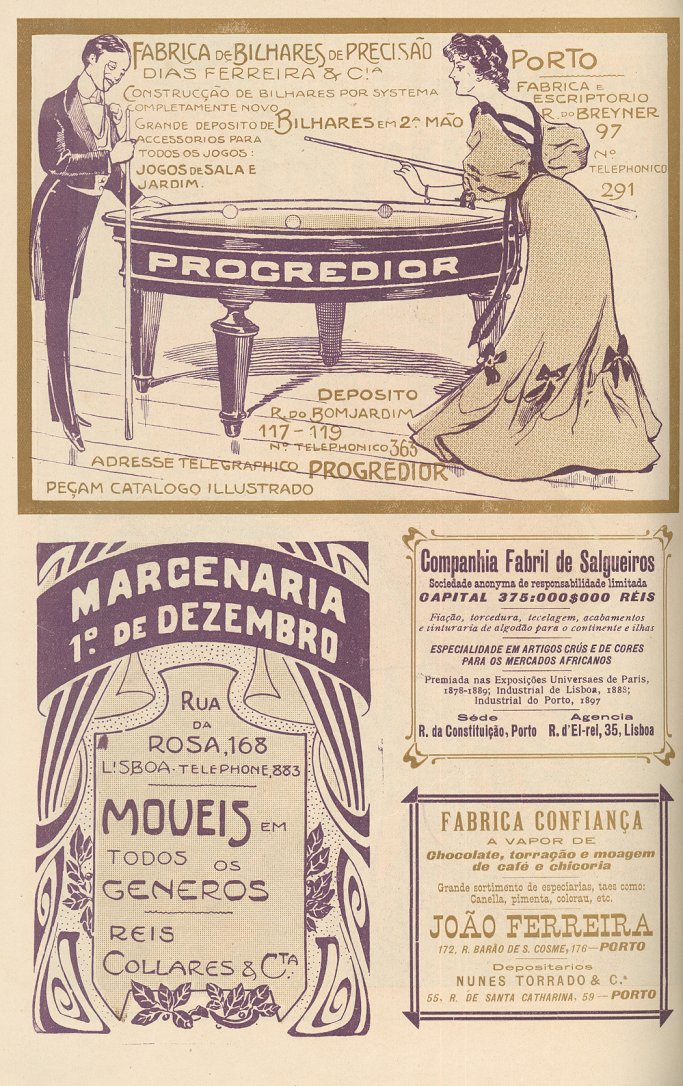 FABRICA DE BILHARES DE PRECISÃO
DIAS FERREIRA & C.IA
CONSTRUCÇÃO DE BILHARES POR SYSTEMA
COMPLETAMENTE NOVO
GRANDE DEPOSITO DE BILHARES EM 2ª MÃO
ACCESSORIOS PARA
TODOS OS JOGOS:
JOGOS DE SALA E
JARDIM.
PORTO
FABRICA E
ESCRIPTORIO
R. DO BREYNER
97
Nº
TELEPHONICO
291
PROGREDIOR
DEPOSITO
R. DO BOMJARDIM
117-119
Nº TELEPHONICO 365
ADRESSE TELEGRAPHICO PROGREDIOR
PEÇAM CATALOGO ILLUSTRADO
MARCENARIA
1º. DE DEZEMBRO
RUA
DA
ROSA, 168
LISBOA-TELEPHONE, 883
MOVEIS EM
TODOS OS
GENEROS
REIS
COLLARES & CTA.
Companhia Fabril de Salgueiros
Sociedade anonyma de responsabilidade limitada
CAPITAL 375:000$000 RÉIS
Fiação, torcedura, tecelagem, acabamentos
e tinturaria de algodão para o continente e ilhas
ESPECIALIDADE EM ARTIGOS CRÚS E DE CORES
PARA OS MERCADOS AFRICANOS
Premiada nas Exposições Universaes de Paris,
1878-1889; Industrial de Lisboa, 1888;
Industrial do Porto, 1897
Séde Agencia
R. da Constituição, Porto R. d'El-rei, 35, Lisboa
FABRICA CONFIANÇA
A VAPOR DE
Chocolate, torração e moagem
de café e chicoria
Grande sortimento de especiarias, taes como:
Canella, pimenta, colorau, etc.
JOÃO FERREIRA
172, R. BARÃO DE S. COSME, 176—PORTO
Depositarios
NUNES TORRADO & C.ª
55, R. DE SANTA CATHARINA, 59—PORTO